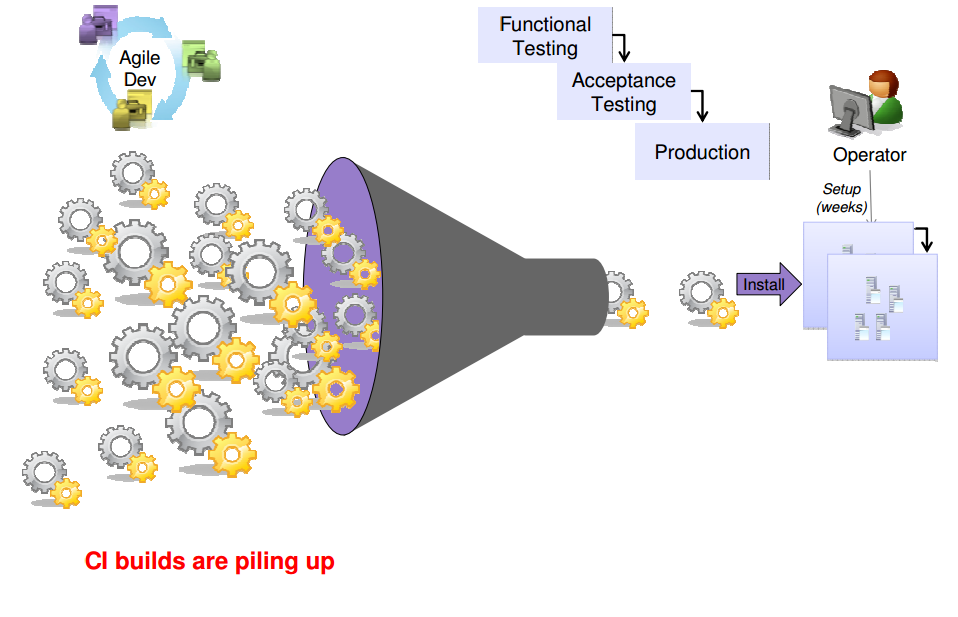 Agile
Dev
Functional
Testing
Acceptance
Testing
Production
Operator
Setup
(weeks)
Install
CI builds are piling up